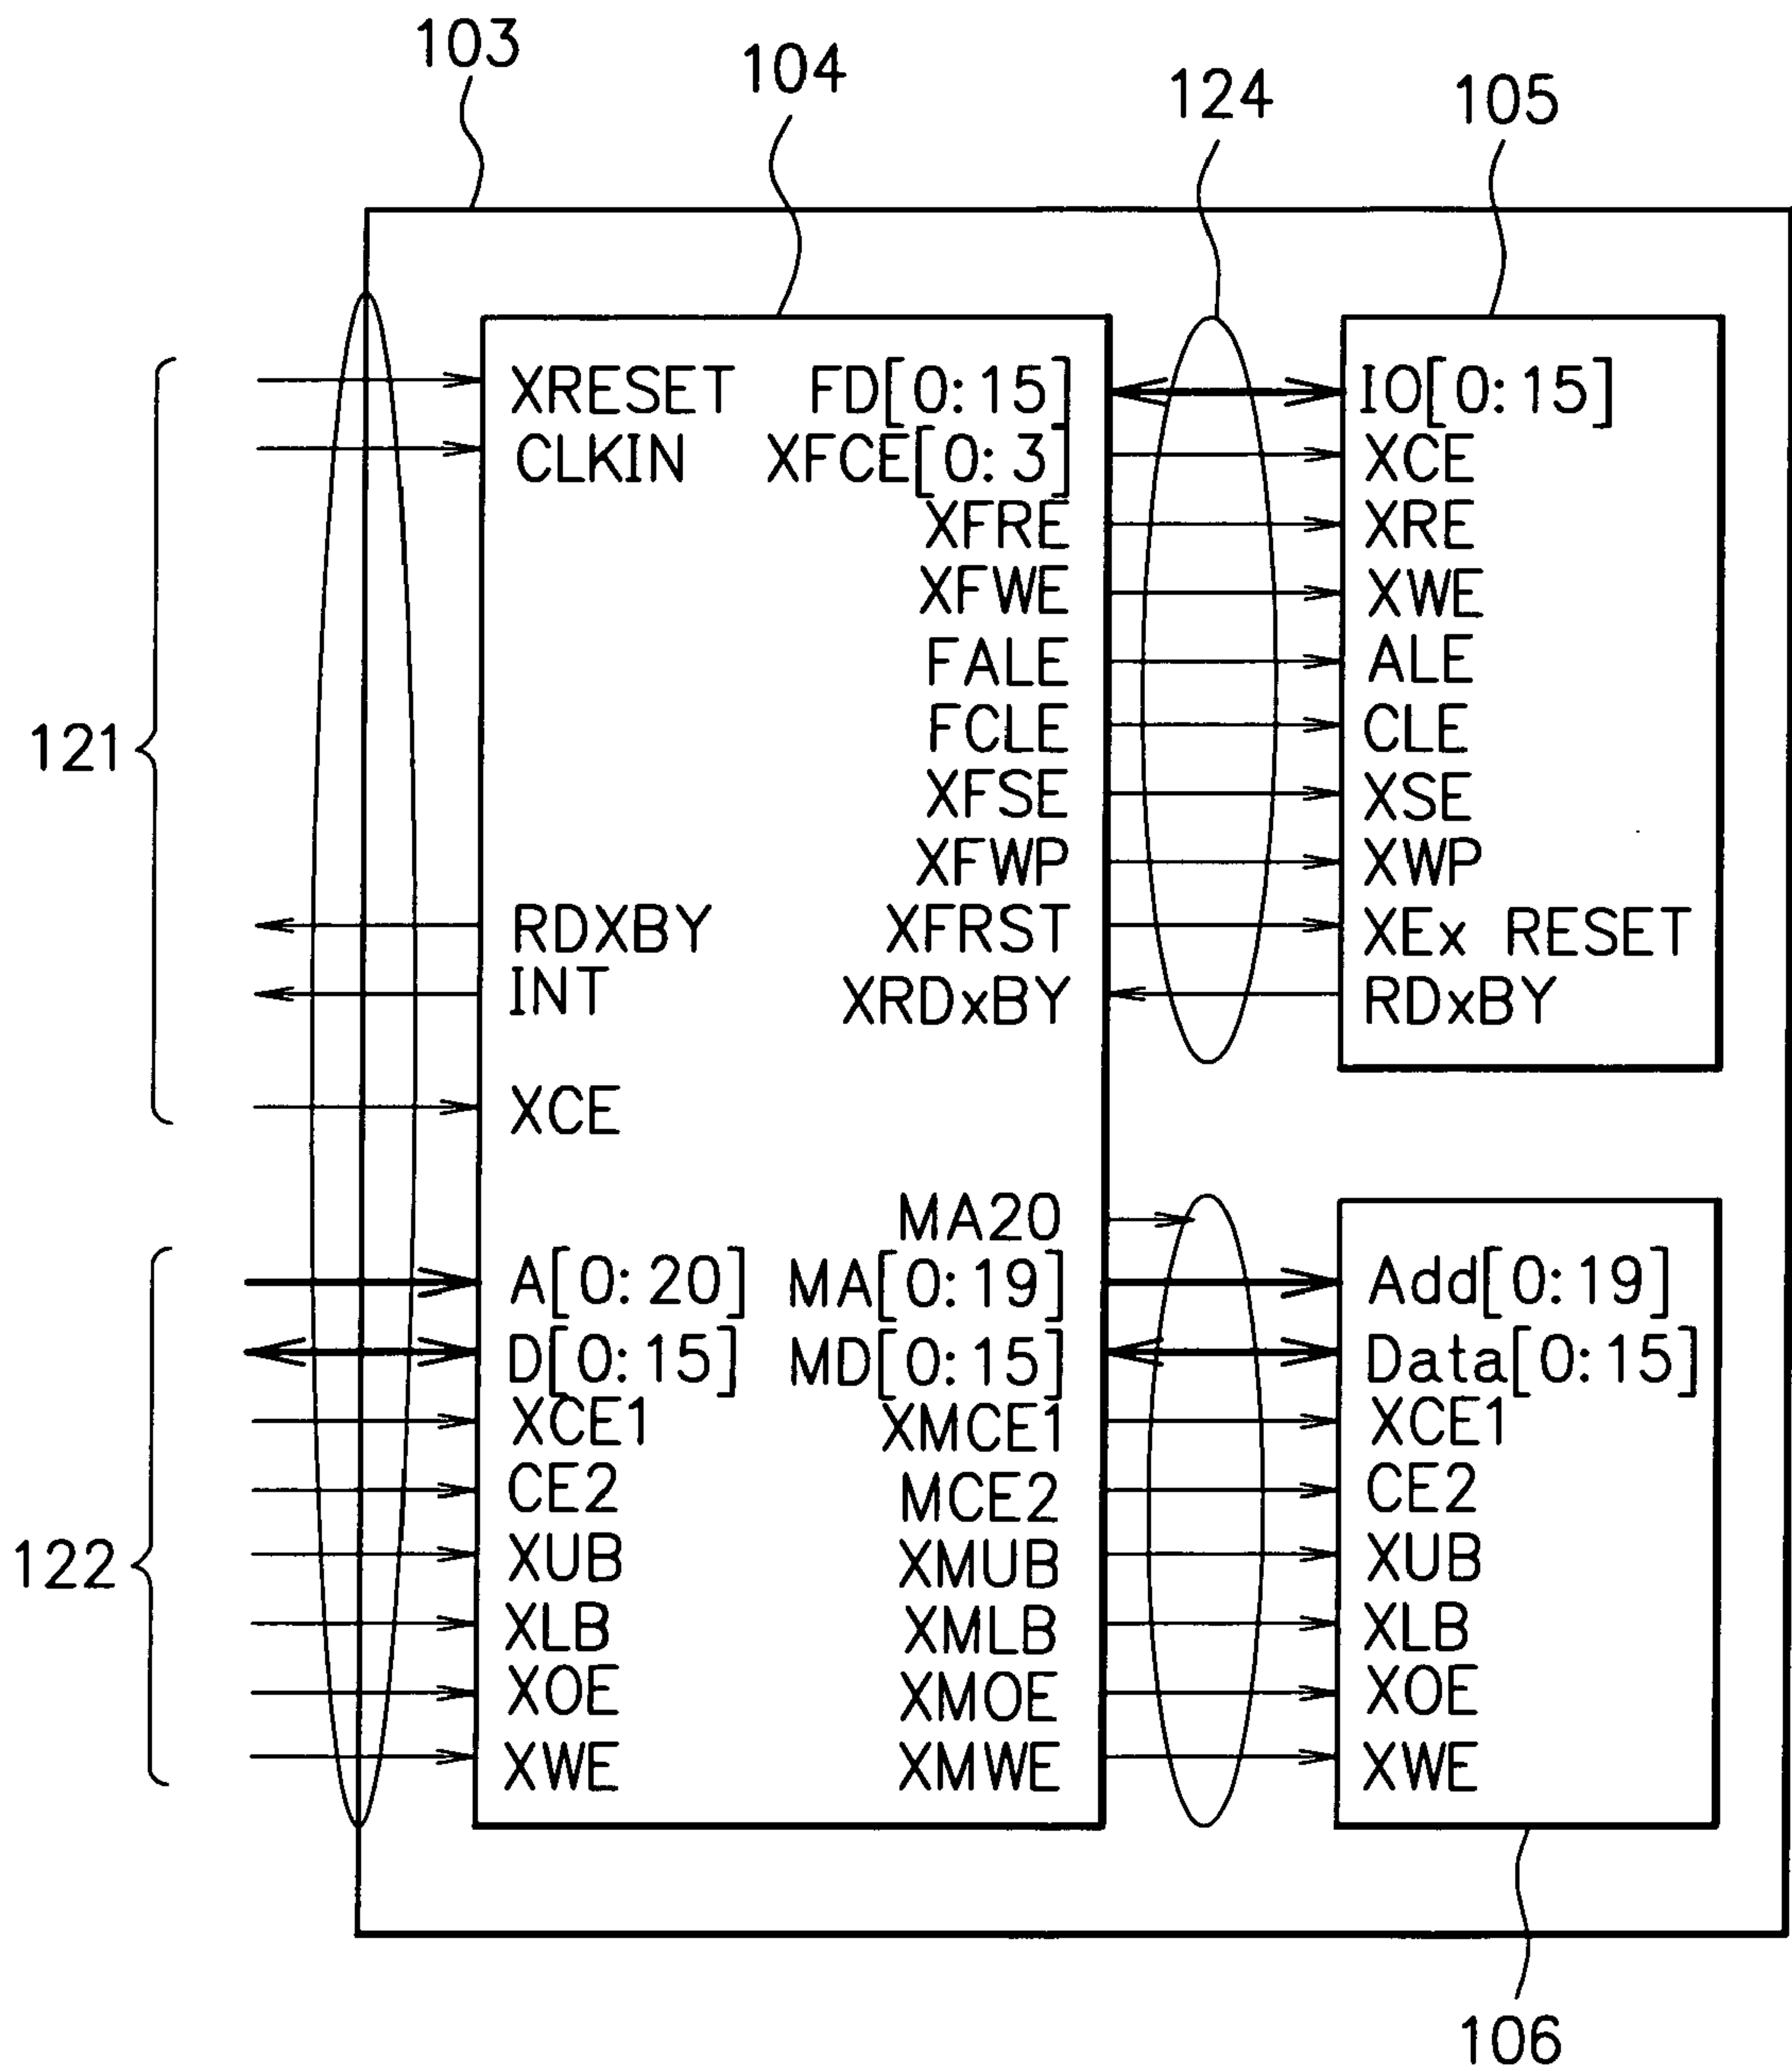 103
104
124
105
XRESET FD[0:15] IO[0:15]
CLKIN XFCE[0:3] XCE
XFRE XRE
XFWE XWE
FALE ALE
121 FCLE CLE
XFSE XSE
XFWP XWP
RDXBY XFRST XEx RESET
INT XRDxBY RDxBY
XCE
MA20
A[0:20] MA[0:19] Add[0:19]
D[0:15] MD[0:15] Data[0:15]
XCE1 XMCE1 XCE1
CE2 MCE2 CE2
122 XUB XMUB XUB
XLB XMLB XLB
XOE XMOE XOE
XWE XMWE XWE
106